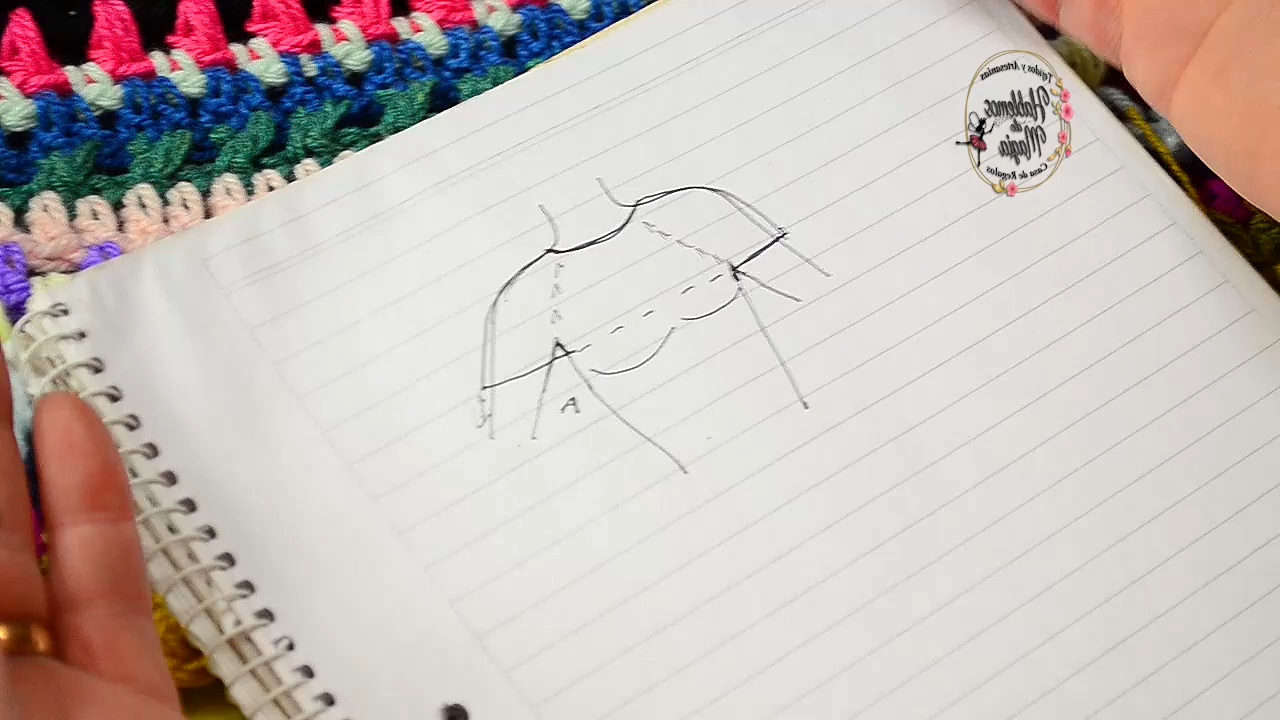 Tejidos y Artesanías
Hablemos
de
Magia
Casa de Regalos
A